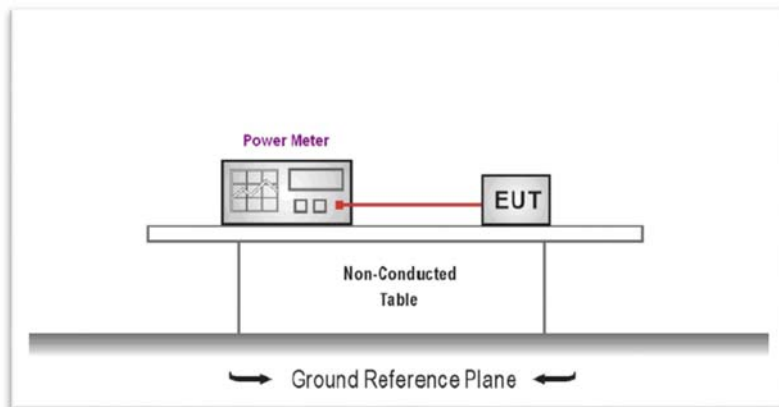 Power Meter
EUT
Non-Conducted
Table
Ground Reference Plane